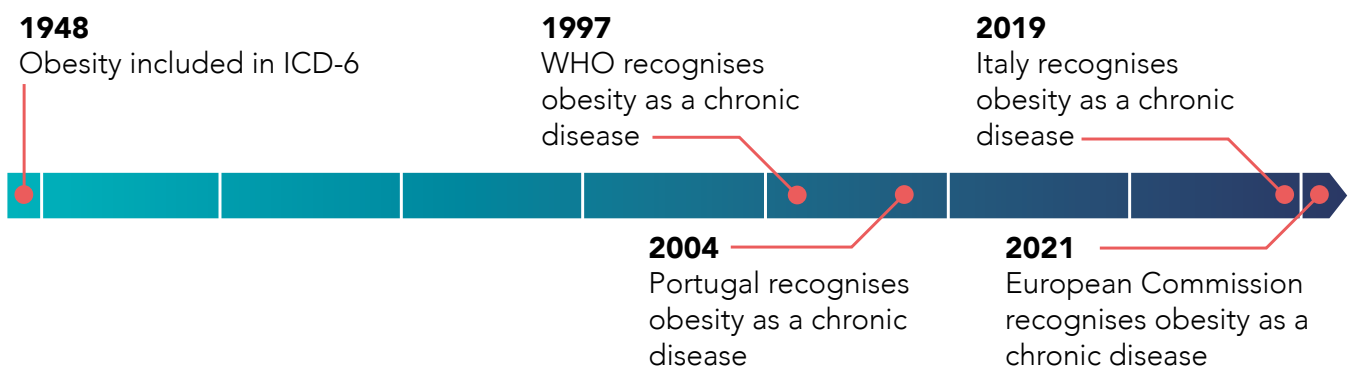 1948
Obesity included in ICD-6
1997
WHO recognises
obesity as a chronic
disease
2019
Italy recognises
obesity as a chronic
disease
2004
Portugal recognises
obesity as a chronic
disease
2021
European Commission
recognises obesity as a
chronic disease